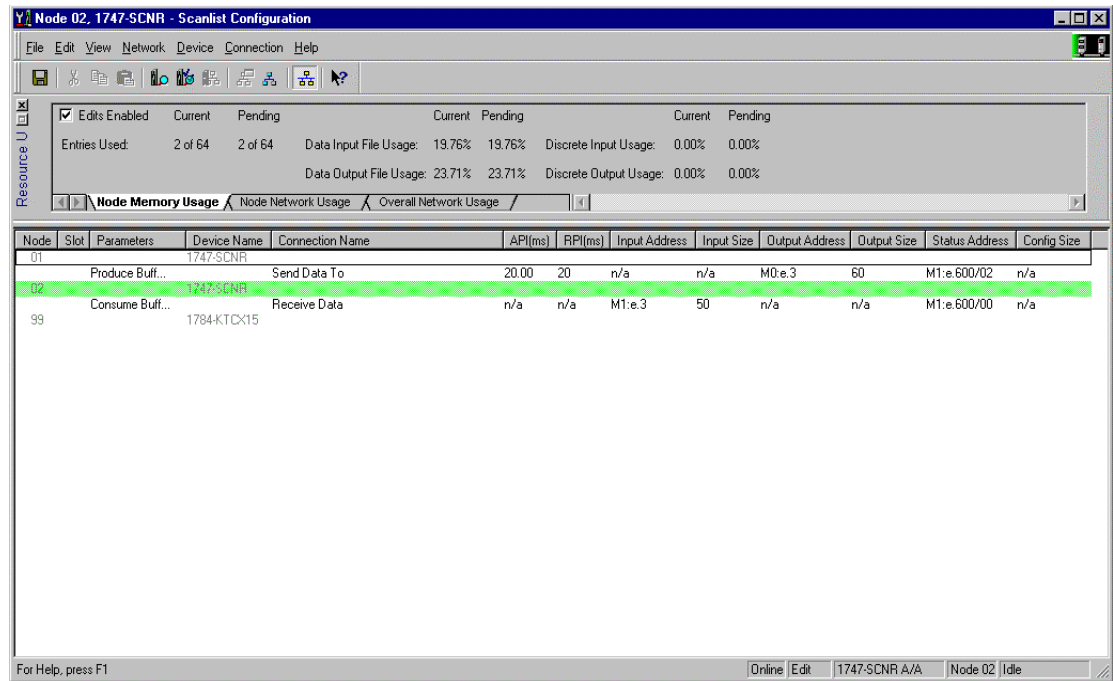 Node 02, 1747-SCNR - Scanlist Configuration
File Edit View Network Device Connection Help
Resource U
Edits Enabled Current Pending Current Pending Current Pending
Entries Used: 2 of 64 2 of 64 Data Input File Usage: 19.76% 19.76% Discrete Input Usage: 0.00% 0.00%
Data Output File Usage: 23.71% 23.71% Discrete Output Usage: 0.00% 0.00%
Node Memory Usage Node Network Usage Overall Network Usage
Node Slot Parameters Device Name Connection Name API(ms) RPI(ms) Input Address Input Size Output Address Output Size Status Address Config Size
01 1747-SCNR
Produce Buff... Send Data To 20.00 20 n/a n/a M0:e.3 60 M1:e.600/02 n/a
02 1747-SCNR
Consume Buff... Receive Data n/a n/a M1:e.3 50 n/a n/a M1:e.600/00 n/a
99 1784-KTCX15
For Help, press F1 Online Edit 1747-SCNR A/A Node 02 Idle